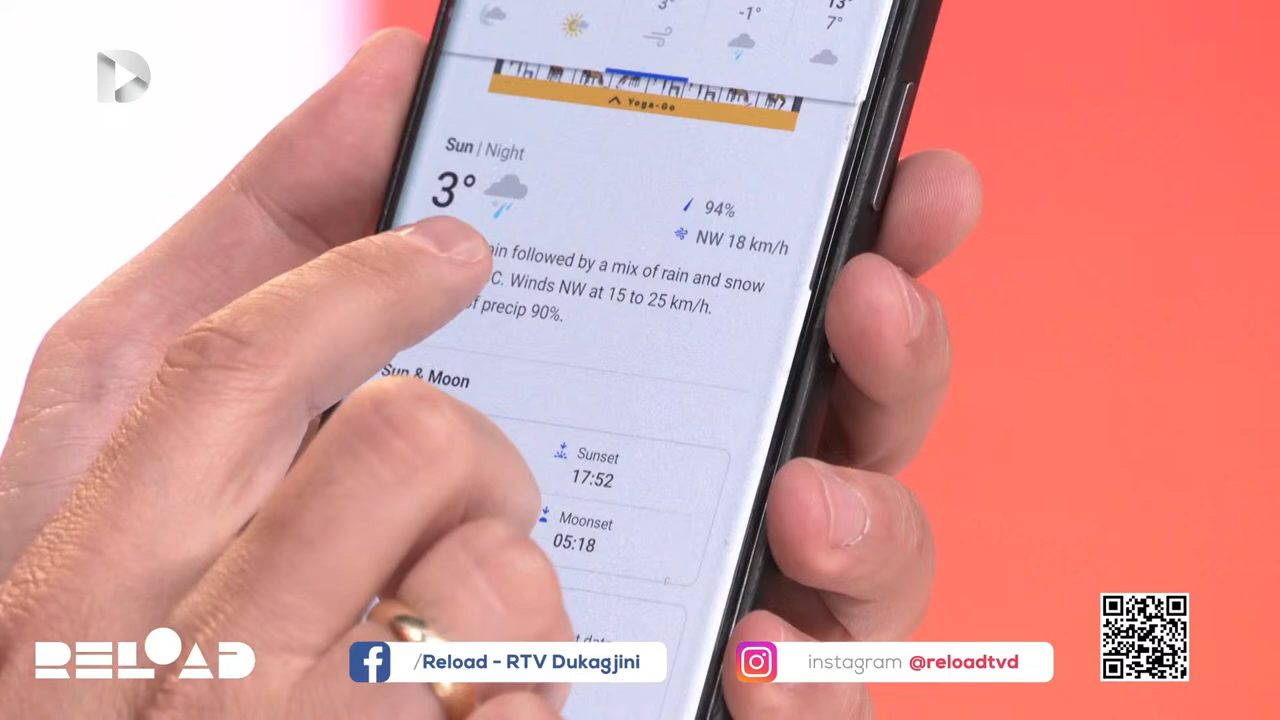 3°
-1°
13°
7°
Yoga-Go
Sun | Night
3°
94%
NW 18 km/h
ain followed by a mix of rain and snow
C. Winds NW at 15 to 25 km/h.
of precip 90%.
Sun & Moon
Sunset
17:52
Moonset
05:18
RELOAD
/Reload - RTV Dukagjini
instagram @reloadtvd